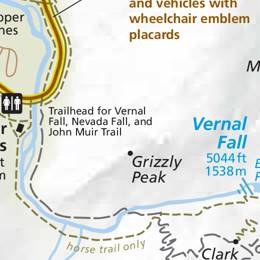 and vehicles with
wheelchair emblem
placards
Trailhead for Vernal
Fall, Nevada Fall, and
John Muir Trail
Vernal
Fall
5044 ft
1538 m
Grizzly
Peak
horse trail only
Clark